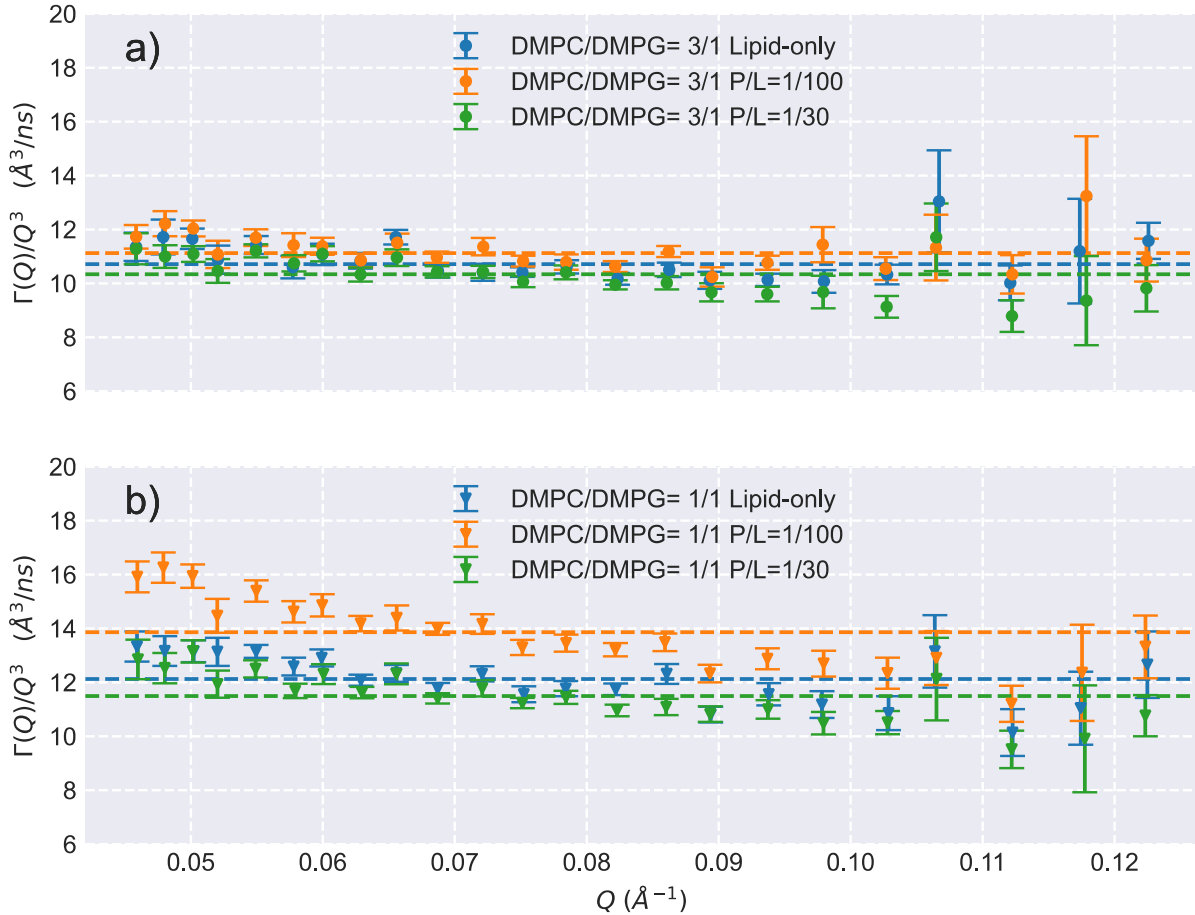 20
18
16
14
12
10
8
6
Γ(Q)/Q³ (Å³/ns)
a)
DMPC/DMPG= 3/1 Lipid-only
DMPC/DMPG= 3/1 P/L=1/100
DMPC/DMPG= 3/1 P/L=1/30
20
18
16
14
12
10
8
6
Γ(Q)/Q³ (Å³/ns)
b)
DMPC/DMPG= 1/1 Lipid-only
DMPC/DMPG= 1/1 P/L=1/100
DMPC/DMPG= 1/1 P/L=1/30
0.05 0.06 0.07 0.08 0.09 0.10 0.11 0.12
Q (Å⁻¹)